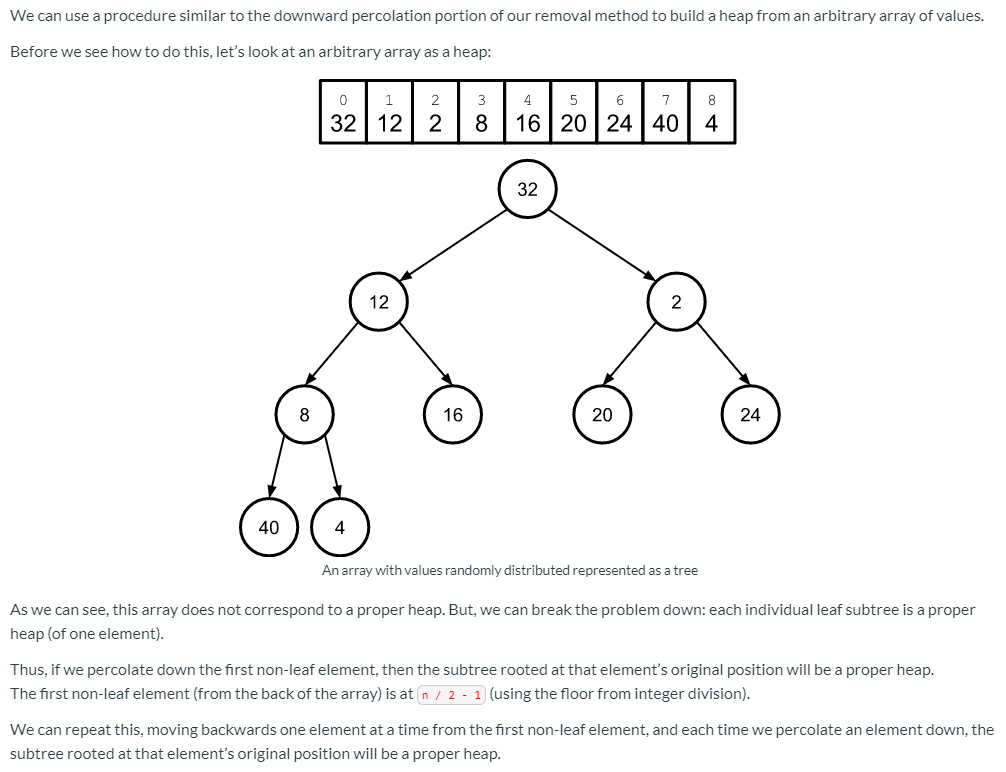 We can use a procedure similar to the downward percolation portion of our removal method to build a heap from an arbitrary array of values.
Before we see how to do this, let's look at an arbitrary array as a heap:
0 1 2 3 4 5 6 7 8
32 12 2 8 16 20 24 40 4
32
12 2
8 16 20 24
40 4
An array with values randomly distributed represented as a tree
As we can see, this array does not correspond to a proper heap. But, we can break the problem down: each individual leaf subtree is a proper
heap (of one element).
Thus, if we percolate down the first non-leaf element, then the subtree rooted at that element's original position will be a proper heap.
The first non-leaf element (from the back of the array) is at n / 2 - 1 (using the floor from integer division).
We can repeat this, moving backwards one element at a time from the first non-leaf element, and each time we percolate an element down, the
subtree rooted at that element's original position will be a proper heap.